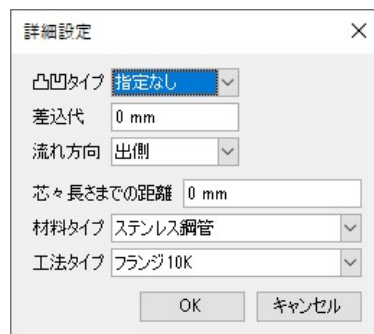 詳細設定
凸凹タイプ 指定なし
差込代 0 mm
流れ方向 出側
芯々長さまでの距離 0 mm
材料タイプ ステンレス鋼管
工法タイプ フランジ10K
OK キャンセル